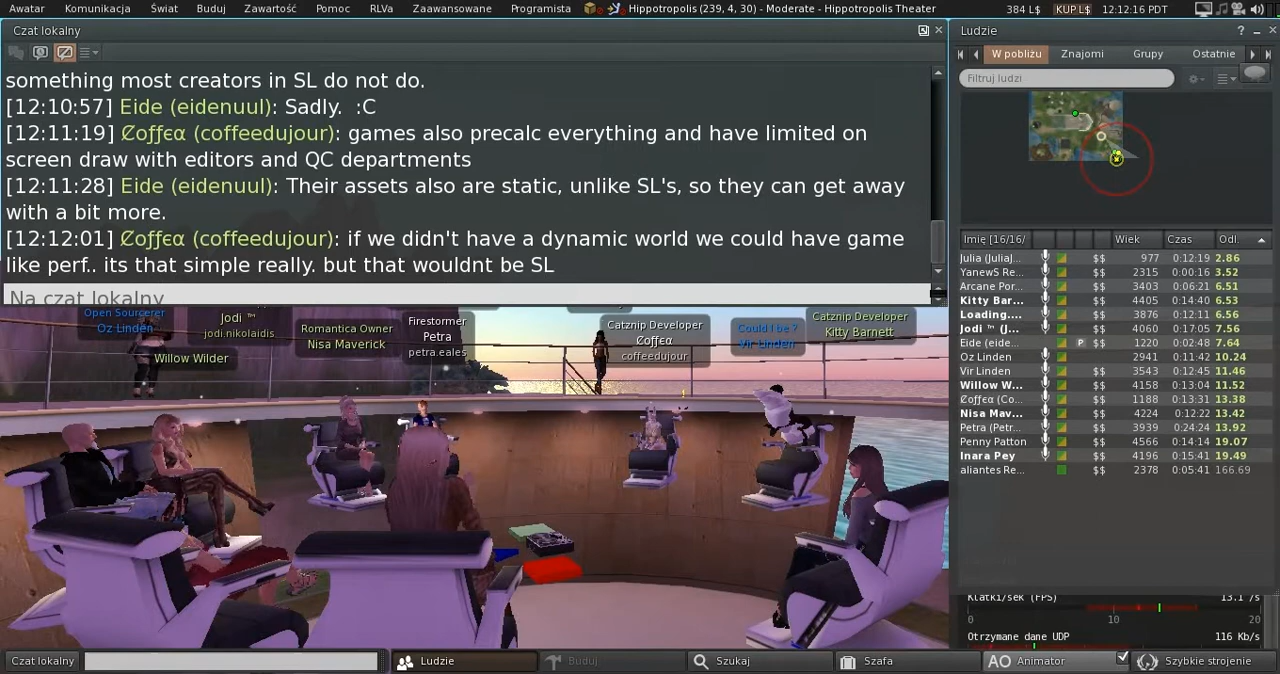 Awatar Komunikacja Świat Buduj Zawartość Pomoc RLVa Zaawansowane Programista Hippotropolis (239, 4, 30) - Moderate - Hippotropolis Theater 384 L$ KUP L$ 12:12:16 PDT
Czat lokalny
something most creators in SL do not do.
[12:10:57] Eide (eidenuul): Sadly.  :C
[12:11:19] Ȼoƒƒєα (coffeedujour): games also precalc everything and have limited on
screen draw with editors and QC departments
[12:11:28] Eide (eidenuul): Their assets also are static, unlike SL's, so they can get away
with a bit more.
[12:12:01] Ȼoƒƒєα (coffeedujour): if we didn't have a dynamic world we could have game
like perf.. its that simple really. but that wouldnt be SL
Na czat lokalny
Open Sourcerer
Oz Linden
Jodi ™
jodi.nikolaidis
Willow Wilder
Romantica Owner
Nisa Maverick
Firestormer
Petra
petra.eales
Catznip Developer
Ȼoƒƒєα
coffeedujour
Could I be ?
Vir Linden
Catznip Developer
Kitty Barnett
Ludzie
? _ ×
W pobliżu Znajomi Grupy Ostatnie
Filtruj ludzi
Imię [16/16/ Wiek Czas Odl.
Julia (JuliaJ... $$ 977 0:12:19 2.86
YanewS Re... $$ 2315 0:00:16 3.52
Arcane Por... $$ 3403 0:06:21 6.51
Kitty Bar... $$ 4405 0:14:40 6.53
Loading.... $$ 3876 0:12:11 6.56
Jodi ™ (J... $$ 4060 0:17:05 7.56
Eide (eide... P $$ 1220 0:02:48 7.64
Oz Linden 2941 0:11:42 10.24
Vir Linden $$ 3543 0:12:45 11.46
Willow W... $$ 4158 0:13:04 11.52
Ȼoƒƒєα (Co... $$ 1188 0:13:31 13.38
Nisa Mav... $$ 4224 0:12:22 13.42
Petra (Petr... $$ 3939 0:24:24 13.92
Penny Patton $$ 4566 0:14:14 19.07
Inara Pey $$ 4196 0:15:41 19.49
aliantes Re... $$ 2378 0:05:41 166.69
Klatki/sek (FPS) 13.1 /s
0 10 20
Otrzymane dane UDP 116 Kb/s
Czat lokalny Ludzie Buduj Szukaj Szafa AO Animator Szybkie strojenie